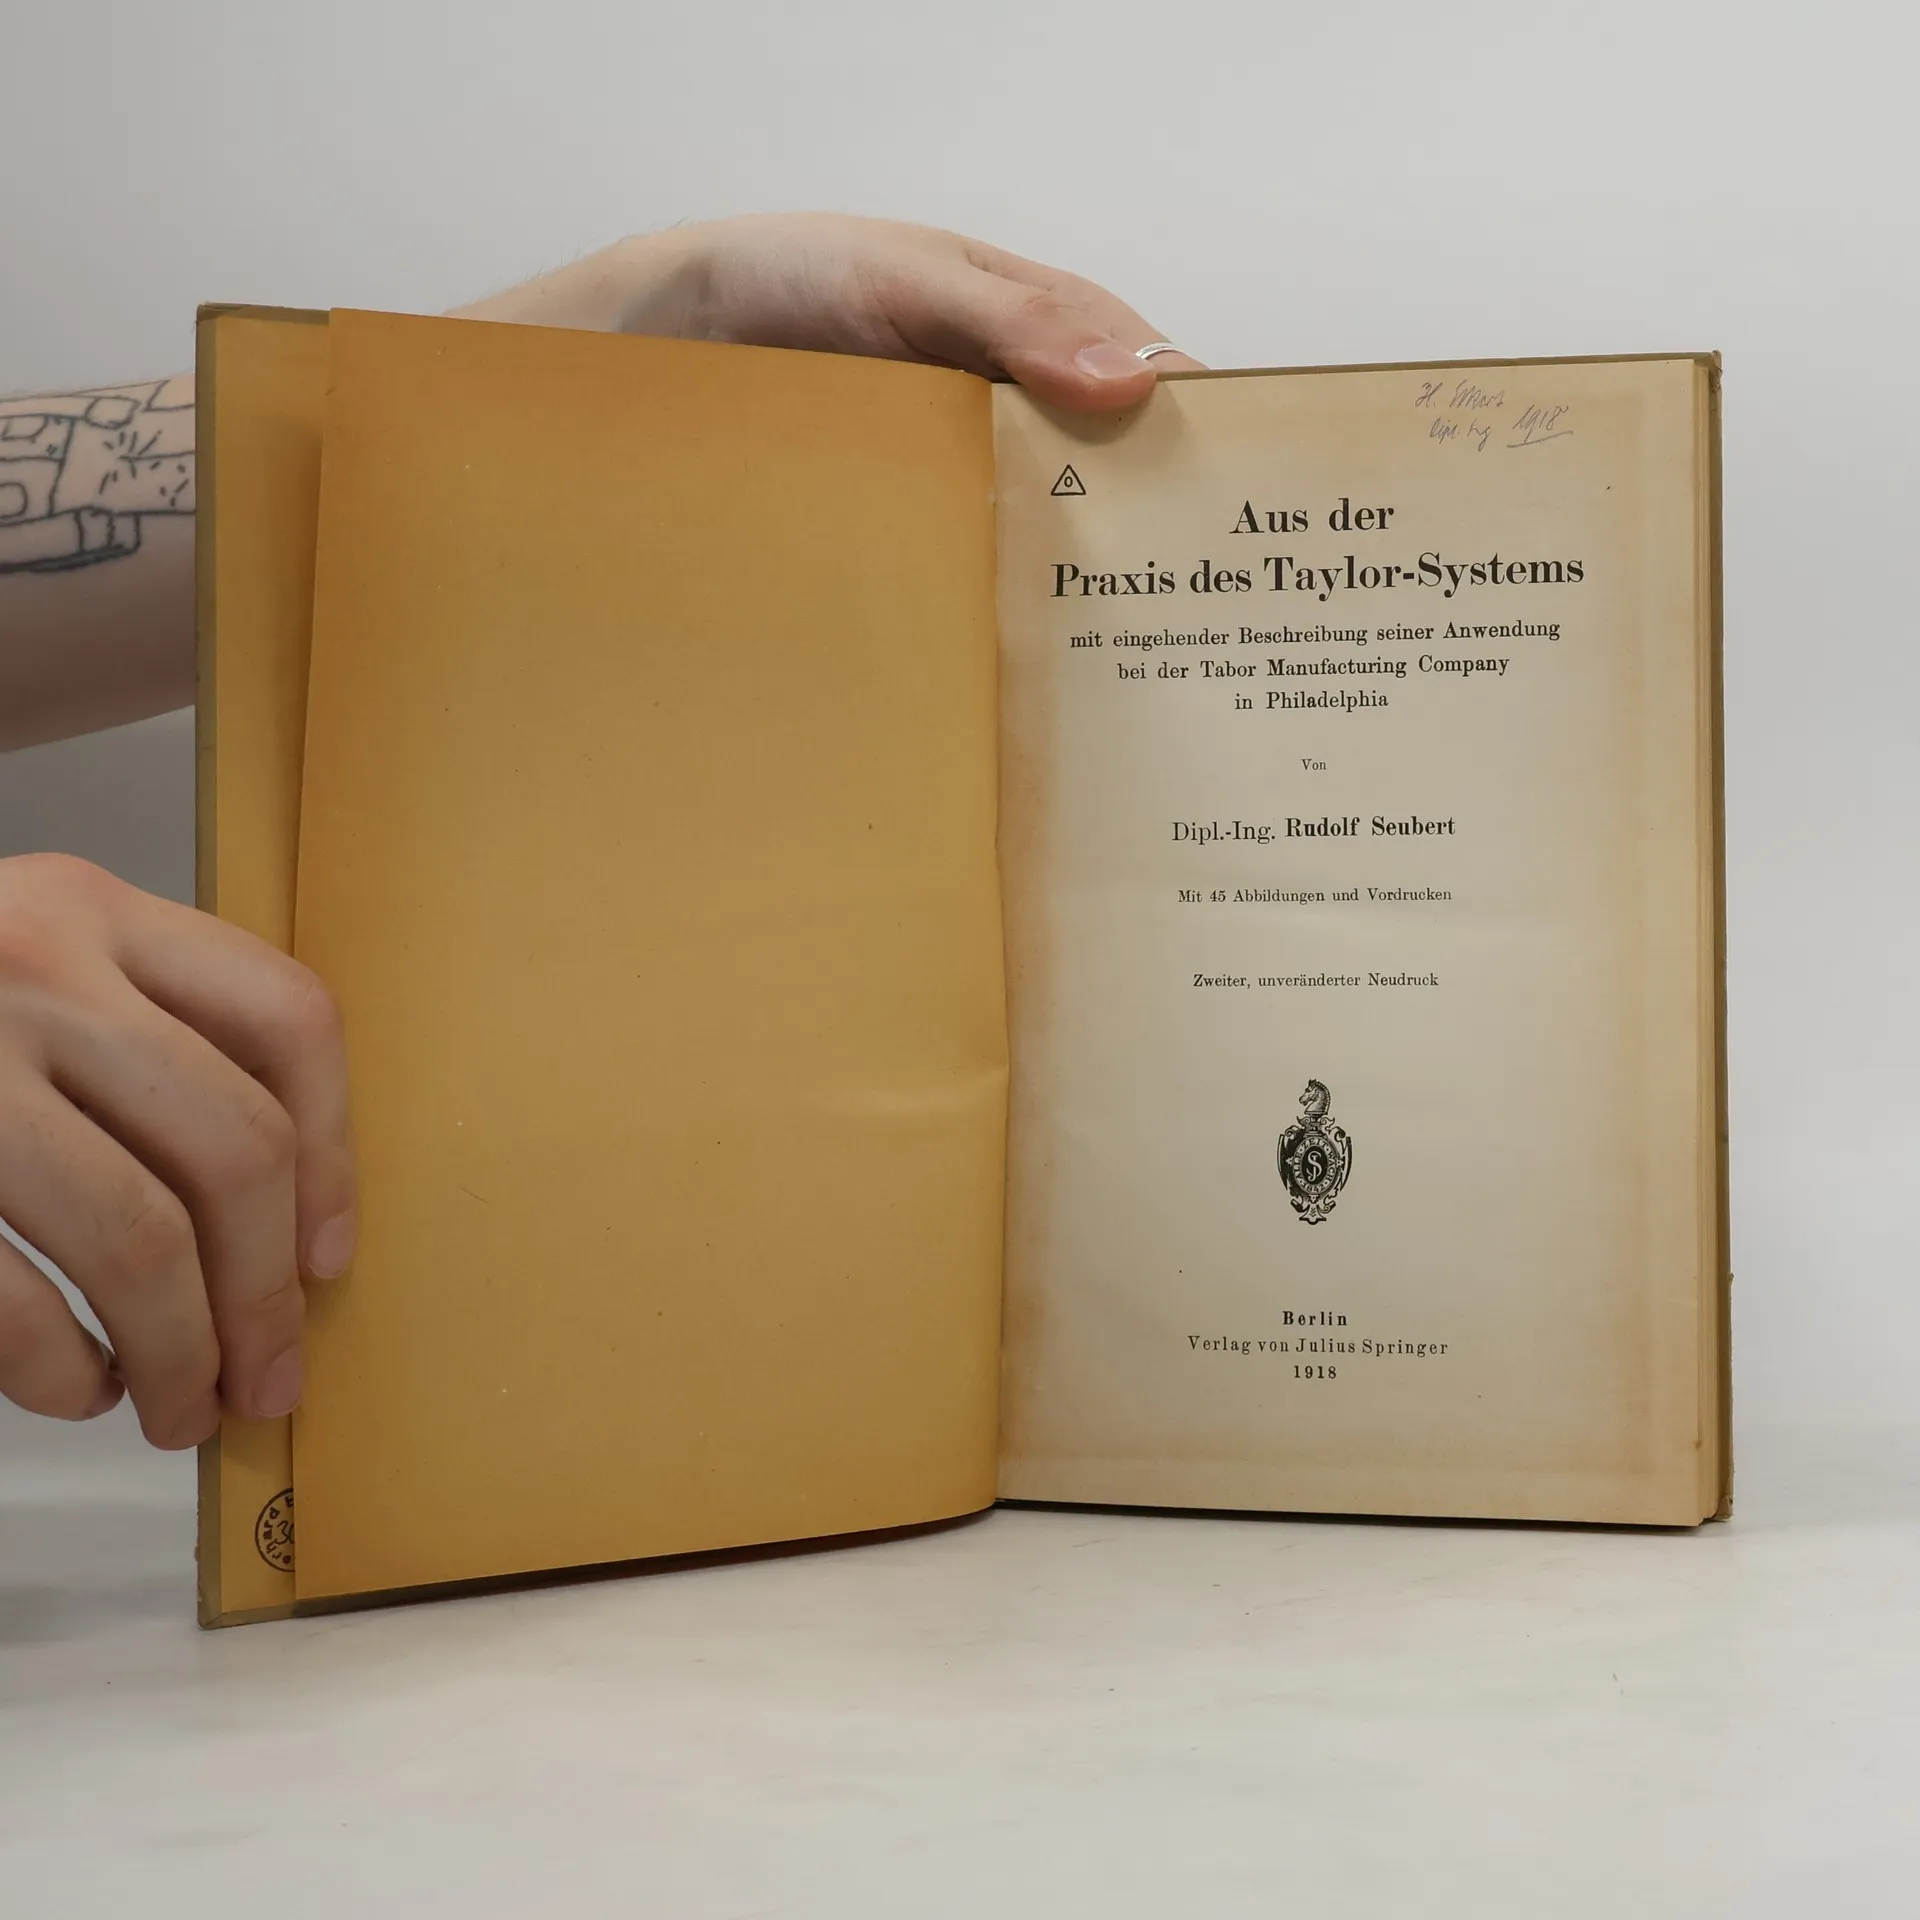 H.
Dipl. Ing 1918
O
Aus der
Praxis des Taylor-Systems
mit eingehender Beschreibung seiner Anwendung
bei der Tabor Manufacturing Company
in Philadelphia
Von
Dipl.-Ing. Rudolf Seubert
Mit 45 Abbildungen und Vordrucken
Zweiter, unveränderter Neudruck
Berlin
Verlag von Julius Springer
1918